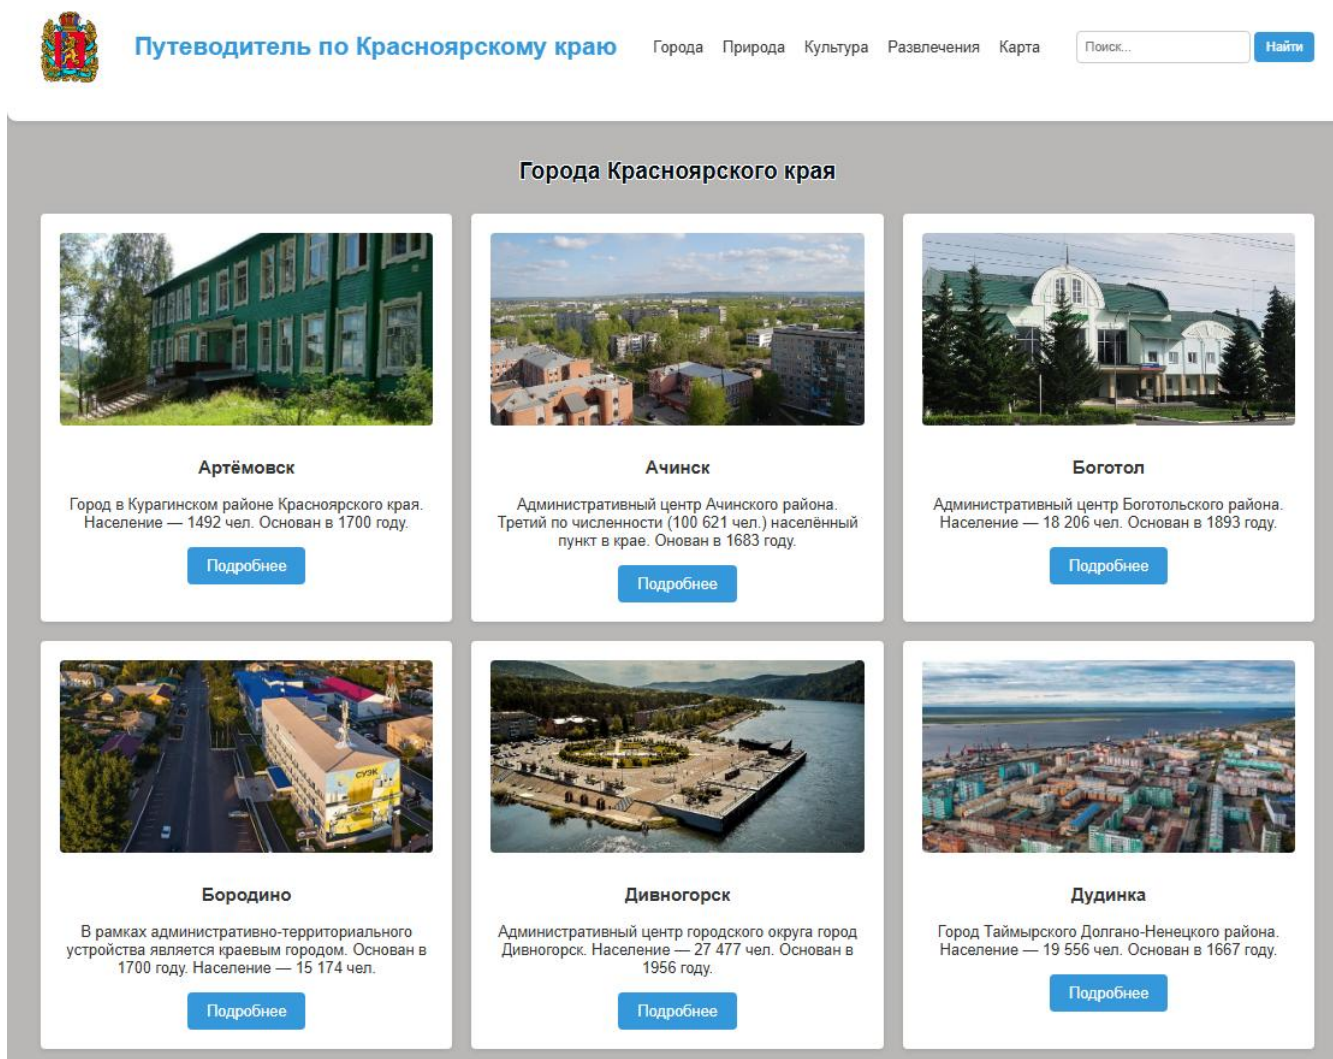 Путеводитель по Красноярскому краю
Города Природа Культура Развлечения Карта
Поиск...
Найти
Города Красноярского края
Артёмовск
Город в Курагинском районе Красноярского края.
Население — 1492 чел. Основан в 1700 году.
Подробнее
Ачинск
Административный центр Ачинского района.
Третий по численности (100 621 чел.) населённый
пункт в крае. Онован в 1683 году.
Подробнее
Боготол
Административный центр Боготольского района.
Население — 18 206 чел. Основан в 1893 году.
Подробнее
СУЭК
Бородино
В рамках административно-территориального
устройства является краевым городом. Основан в
1700 году. Население — 15 174 чел.
Подробнее
Дивногорск
Административный центр городского округа город
Дивногорск. Население — 27 477 чел. Основан в
1956 году.
Подробнее
Дудинка
Город Таймырского Долгано-Ненецкого района.
Население — 19 556 чел. Основан в 1667 году.
Подробнее